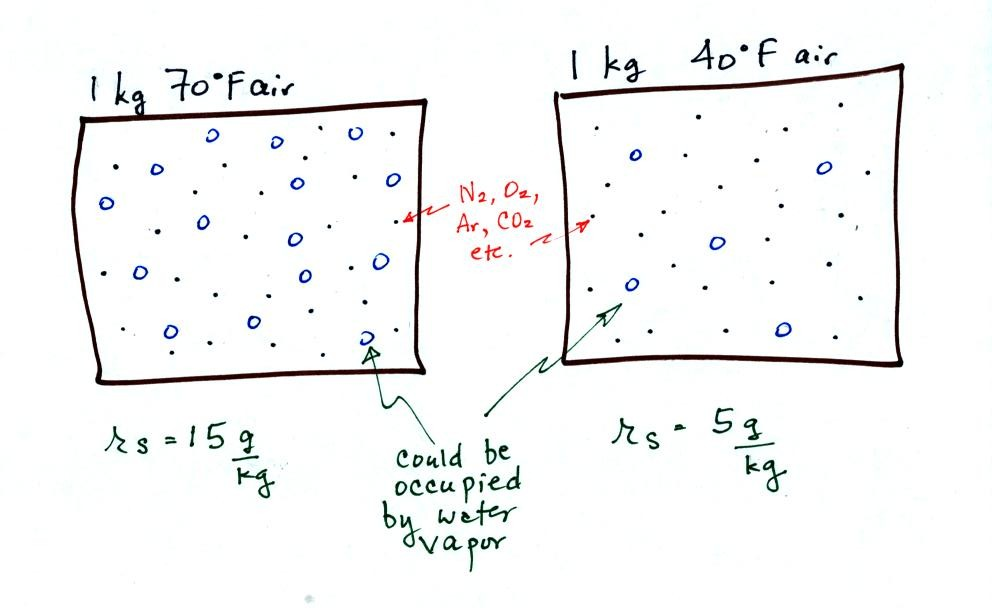 1 kg 70°F air
1 kg 40°F air
N2, O2,
Ar, CO2
etc.
rs = 15 g/kg
rs = 5 g/kg
could be
occupied
by water
vapor